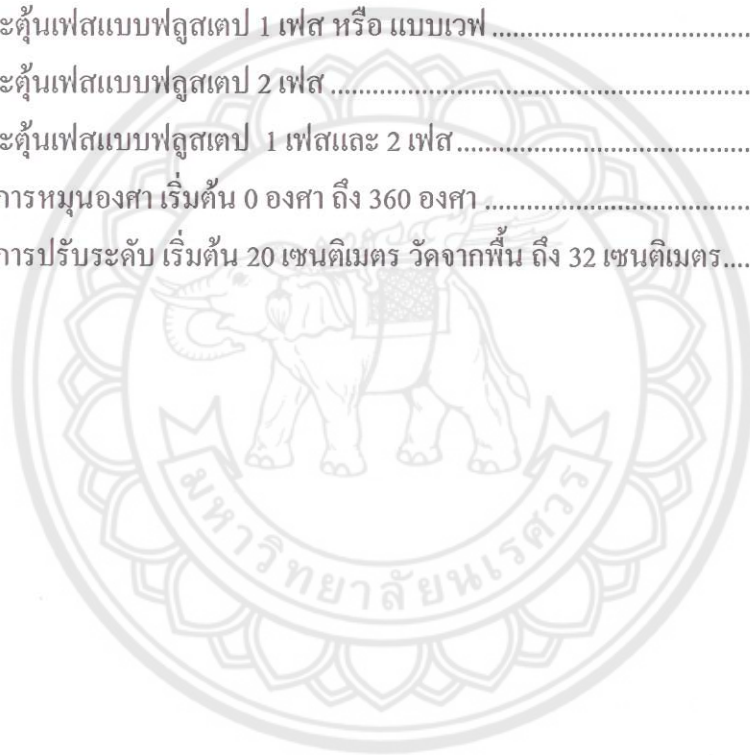 ะตุ้นเฟสแบบฟลูสเตป 1 เฟส หรือ แบบเวฟ ....................................
ะตุ้นเฟสแบบฟลูสเตป 2 เฟส ............................................................
ะตุ้นเฟสแบบฟลูสเตป 1 เฟสและ 2 เฟส..........................................
การหมุนองศา เริ่มต้น 0 องศา ถึง 360 องศา .....................................
การปรับระดับ เริ่มต้น 20 เซนติเมตร วัดจากพื้น ถึง 32 เซนติเมตร....
มหาวิทยาลัยนเรศวร